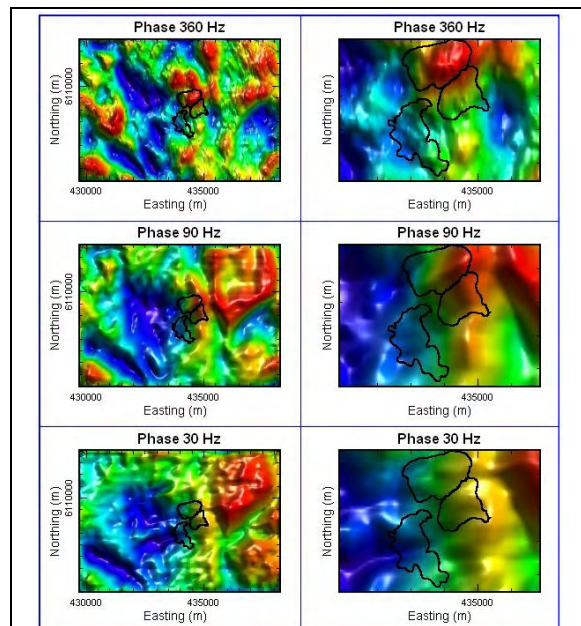 Phase 360 Hz
Northing (m)
6110000
430000
435000
Easting (m)
Phase 360 Hz
Northing (m)
435000
Easting (m)
Phase 90 Hz
Northing (m)
6110000
430000
435000
Easting (m)
Phase 90 Hz
Northing (m)
435000
Easting (m)
Phase 30 Hz
Northing (m)
6110000
430000
435000
Easting (m)
Phase 30 Hz
Northing (m)
435000
Easting (m)